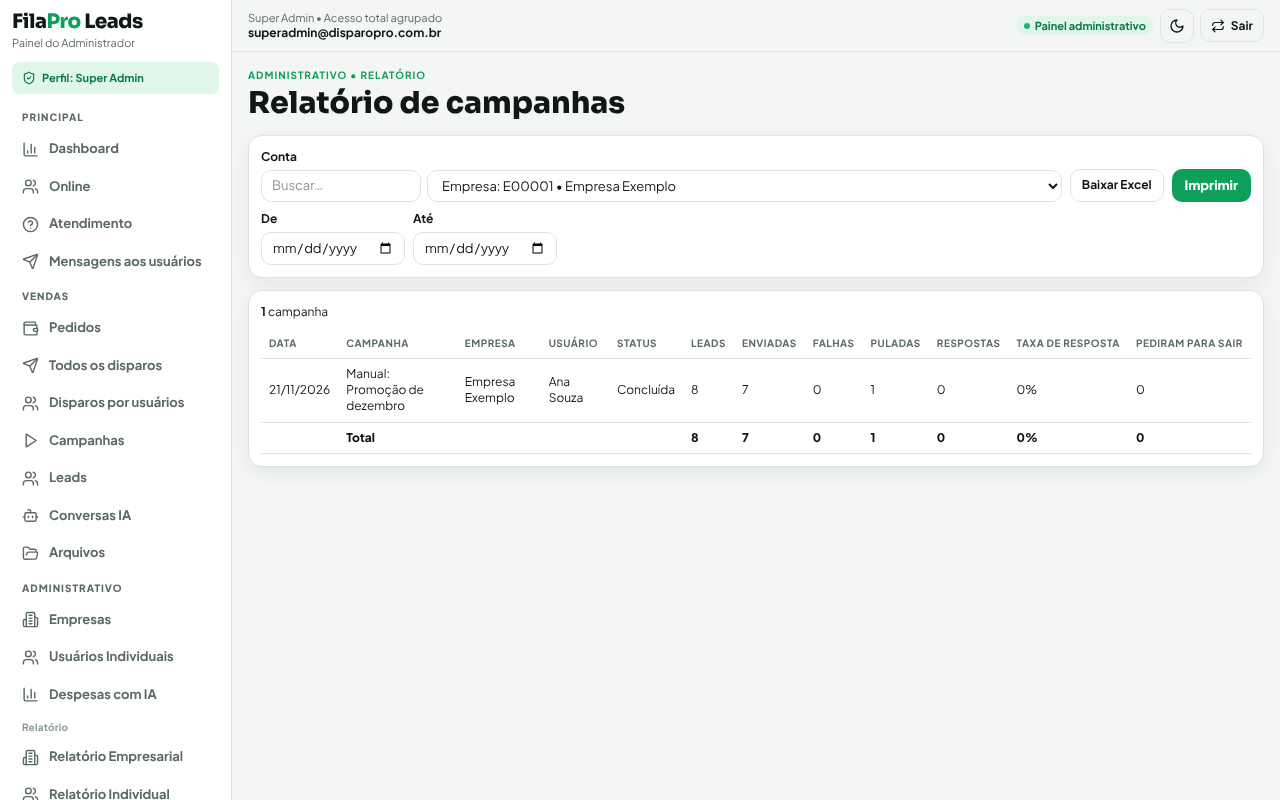 FilaPro Leads
Painel do Administrador
Perfil: Super Admin
PRINCIPAL
Dashboard
Online
Atendimento
Mensagens aos usuários
VENDAS
Pedidos
Todos os disparos
Disparos por usuários
Campanhas
Leads
Conversas IA
Arquivos
ADMINISTRATIVO
Empresas
Usuários Individuais
Despesas com IA
Relatório
Relatório Empresarial
Relatório Individual
Super Admin • Acesso total agrupado
superadmin@disparopro.com.br
Painel administrativo
Sair
ADMINISTRATIVO • RELATÓRIO
Relatório de campanhas
Conta
Buscar...
Empresa: E00001 • Empresa Exemplo
Baixar Excel
Imprimir
De
Até
mm/dd/yyyy
mm/dd/yyyy
1 campanha
DATA CAMPANHA EMPRESA USUÁRIO STATUS LEADS ENVIADAS FALHAS PULADAS RESPOSTAS TAXA DE RESPOSTA PEDIRAM PARA SAIR
21/11/2026 Manual: Promoção de dezembro Empresa Exemplo Ana Souza Concluída 8 7 0 1 0 0% 0
Total 8 7 0 1 0 0% 0